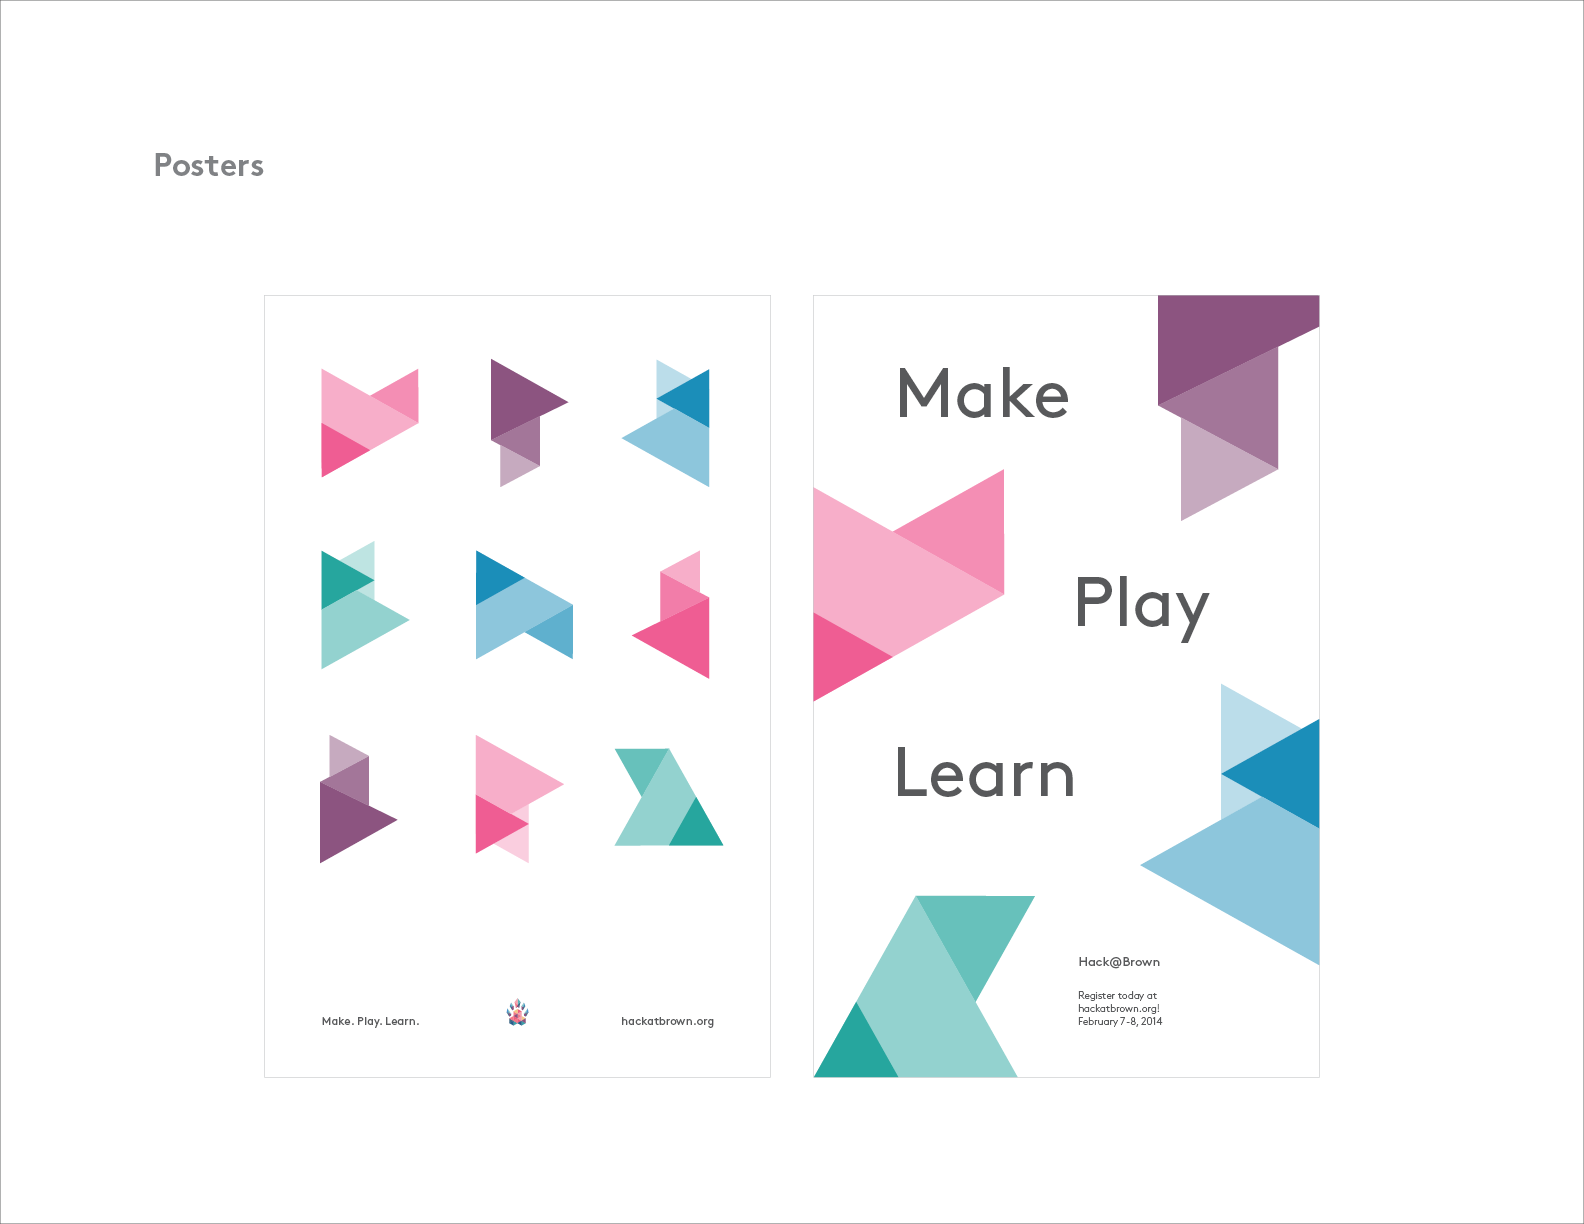 Posters
Make. Play. Learn.
hackatbrown.org
Make
Play
Learn
Hack@Brown
Register today at
hackatbrown.org!
February 7-8, 2014